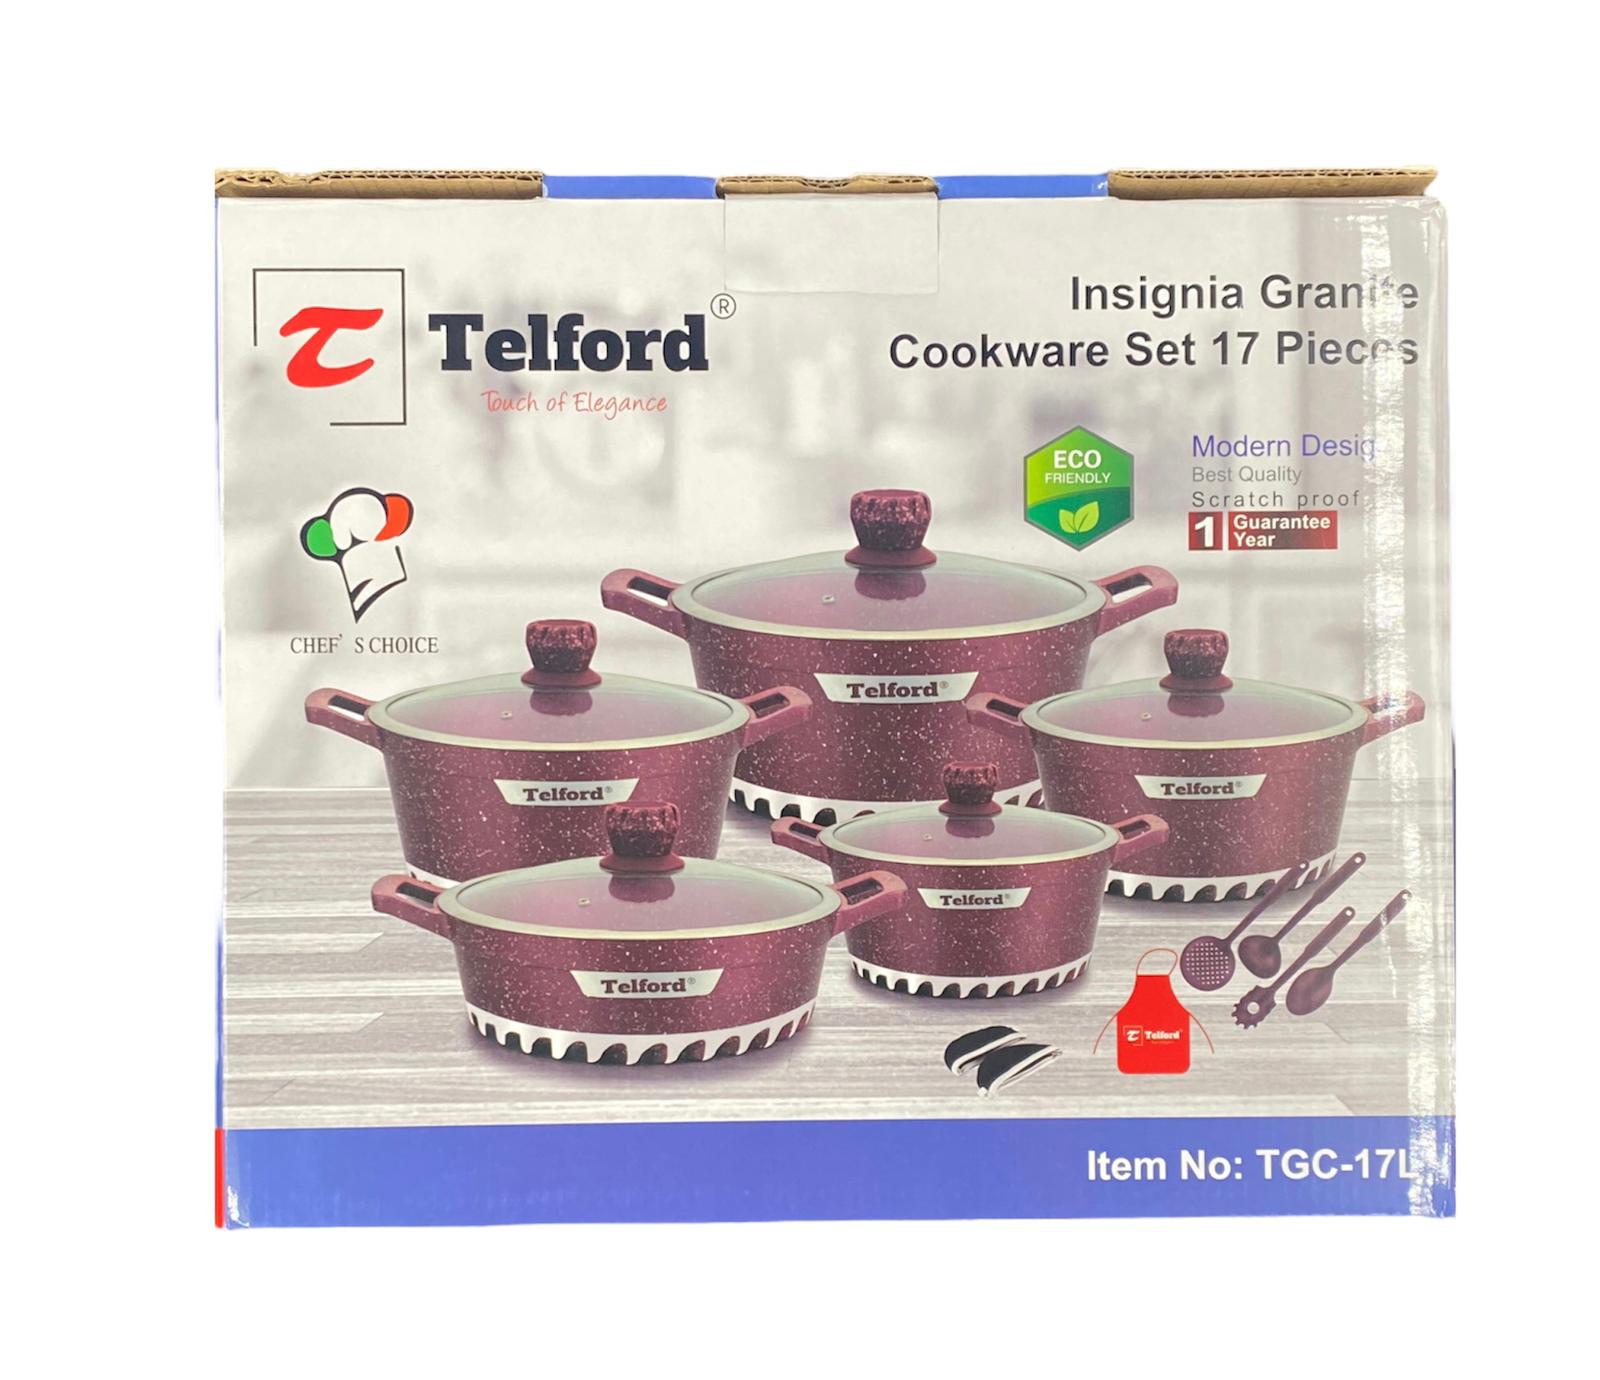 Telford®
Touch of Elegance
Insignia Granite
Cookware Set 17 Pieces
ECO
FRIENDLY
Modern Desig
Best Quality
Scratch proof
1 Guarantee
Year
CHEF'S CHOICE
Telford®
Telford®
Telford®
Telford®
Telford®
Telford
Item No: TGC-17L